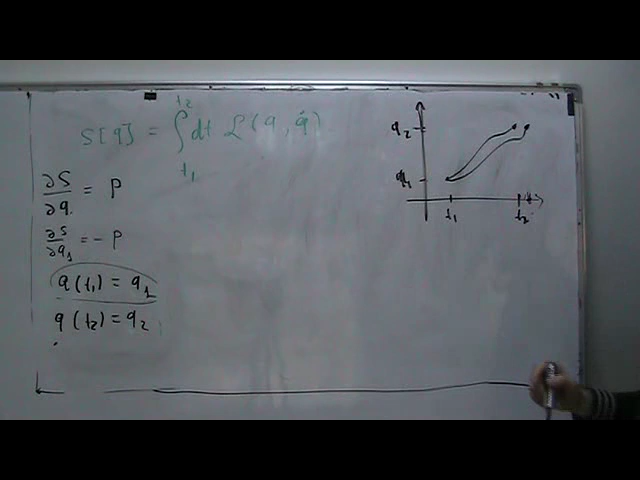 S[q] = ∫ dt L(q, q̇)
t₂
t₁
∂S/∂q = P
∂S/∂q₁ = - P
q(t₁) = q₁
q(t₂) = q₂
q₂
q₁
t₁
t₂